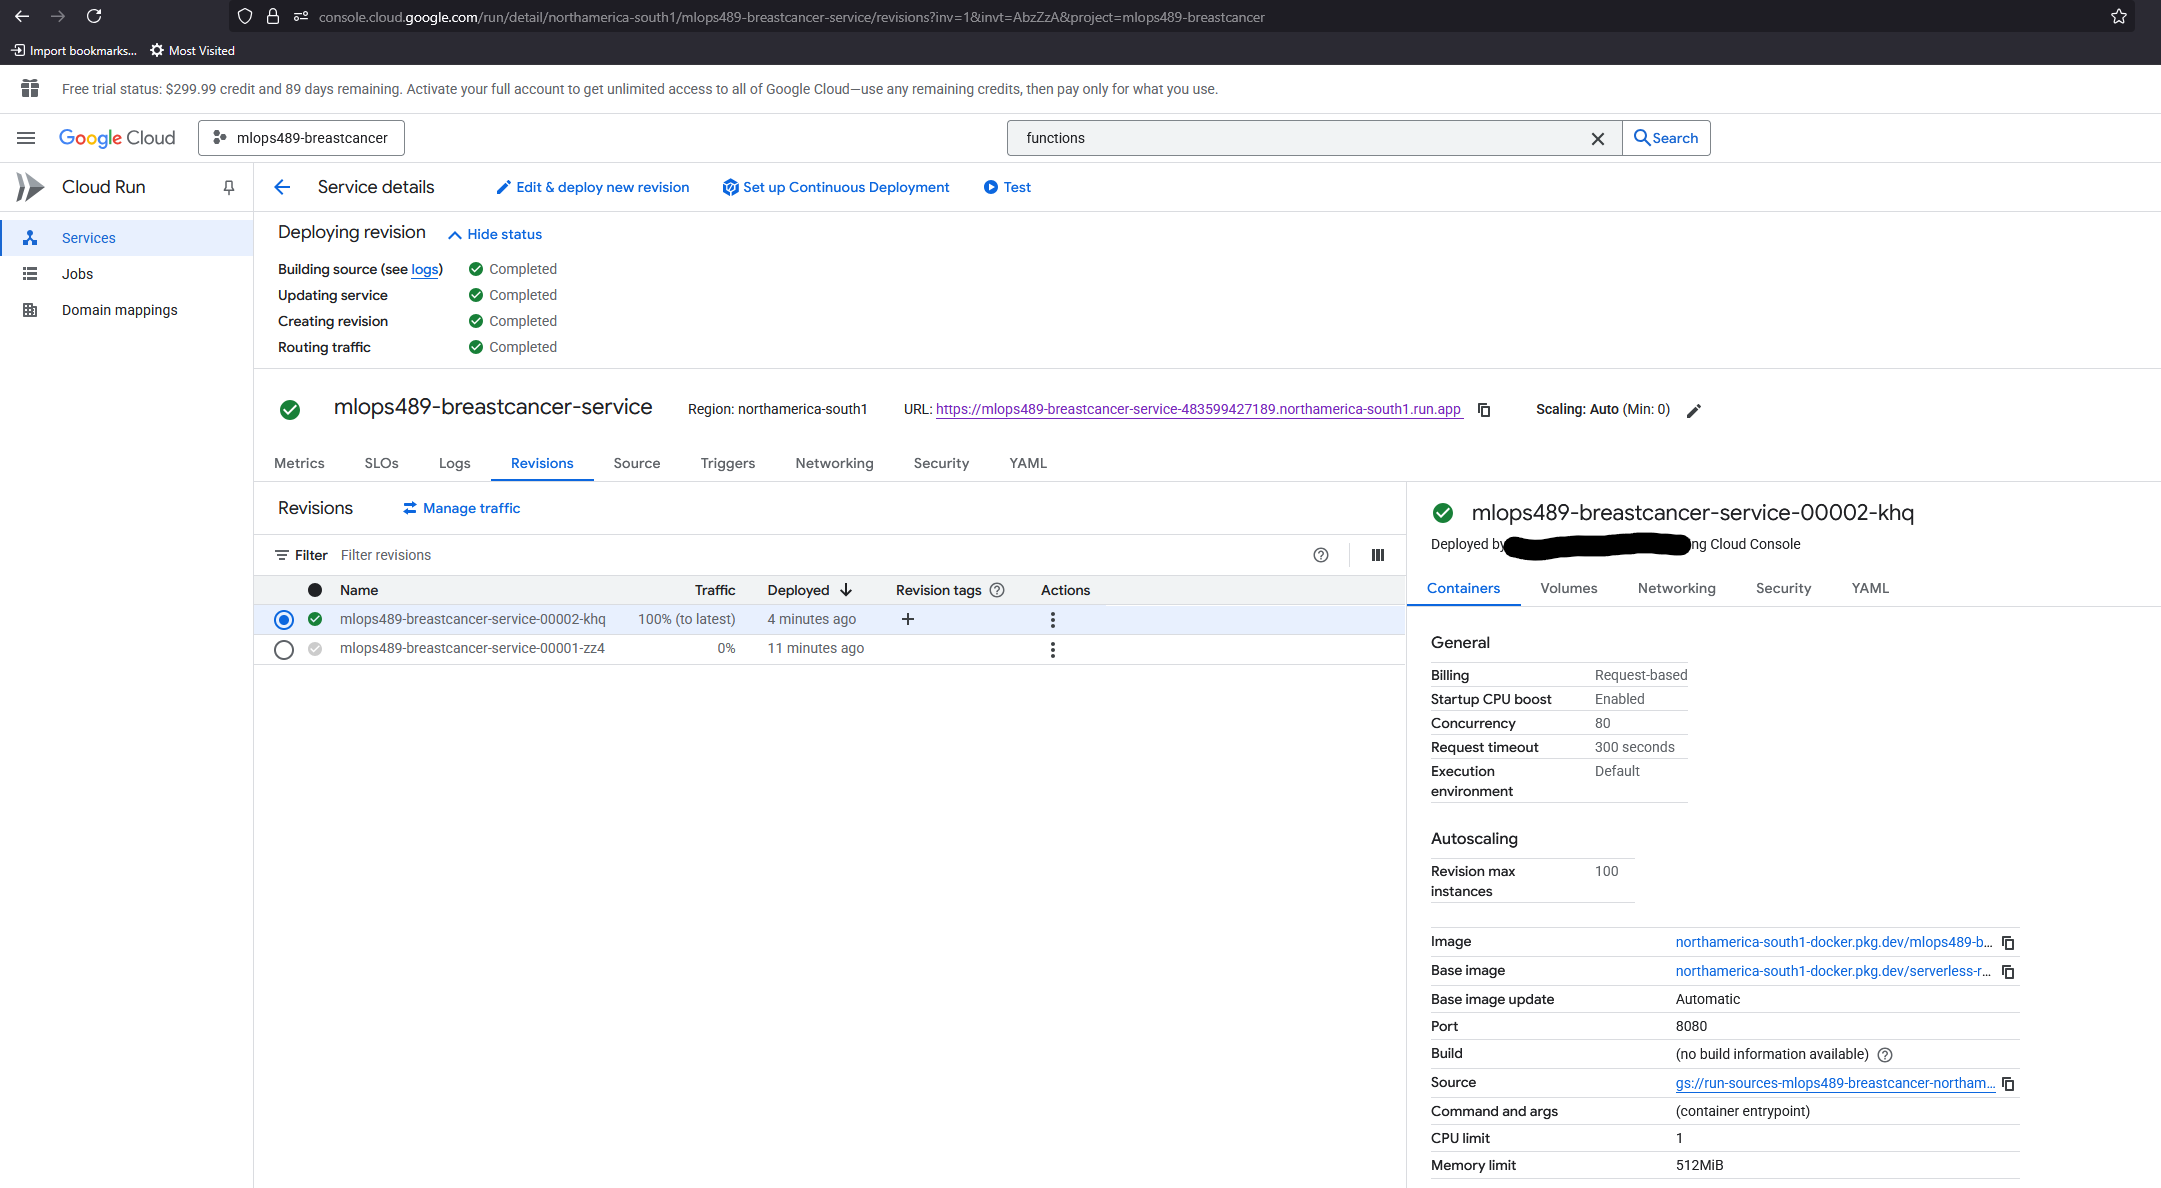 console.cloud.google.com/run/detail/northamerica-south1/mlops489-breastcancer-service/revisions?inv=1&invt=AbzZzA&project=mlops489-breastcancer
Import bookmarks... Most Visited
Free trial status: $299.99 credit and 89 days remaining. Activate your full account to get unlimited access to all of Google Cloud—use any remaining credits, then pay only for what you use.
Google Cloud mlops489-breastcancer functions Search
Cloud Run Service details Edit & deploy new revision Set up Continuous Deployment Test
Services
Jobs
Domain mappings
Deploying revision Hide status
Building source (see logs) Completed
Updating service Completed
Creating revision Completed
Routing traffic Completed
mlops489-breastcancer-service Region: northamerica-south1 URL: https://mlops489-breastcancer-service-483599427189.northamerica-south1.run.app Scaling: Auto (Min: 0)
Metrics SLOs Logs Revisions Source Triggers Networking Security YAML
Revisions Manage traffic
Filter Filter revisions
Name Traffic Deployed Revision tags Actions
mlops489-breastcancer-service-00002-khq 100% (to latest) 4 minutes ago
mlops489-breastcancer-service-00001-zz4 0% 11 minutes ago
mlops489-breastcancer-service-00002-khq
Deployed by ng Cloud Console
Containers Volumes Networking Security YAML
General
Billing Request-based
Startup CPU boost Enabled
Concurrency 80
Request timeout 300 seconds
Execution Default
environment
Autoscaling
Revision max 100
instances
Image northamerica-south1-docker.pkg.dev/mlops489-b...
Base image northamerica-south1-docker.pkg.dev/serverless-r...
Base image update Automatic
Port 8080
Build (no build information available)
Source gs://run-sources-mlops489-breastcancer-northam...
Command and args (container entrypoint)
CPU limit 1
Memory limit 512MiB